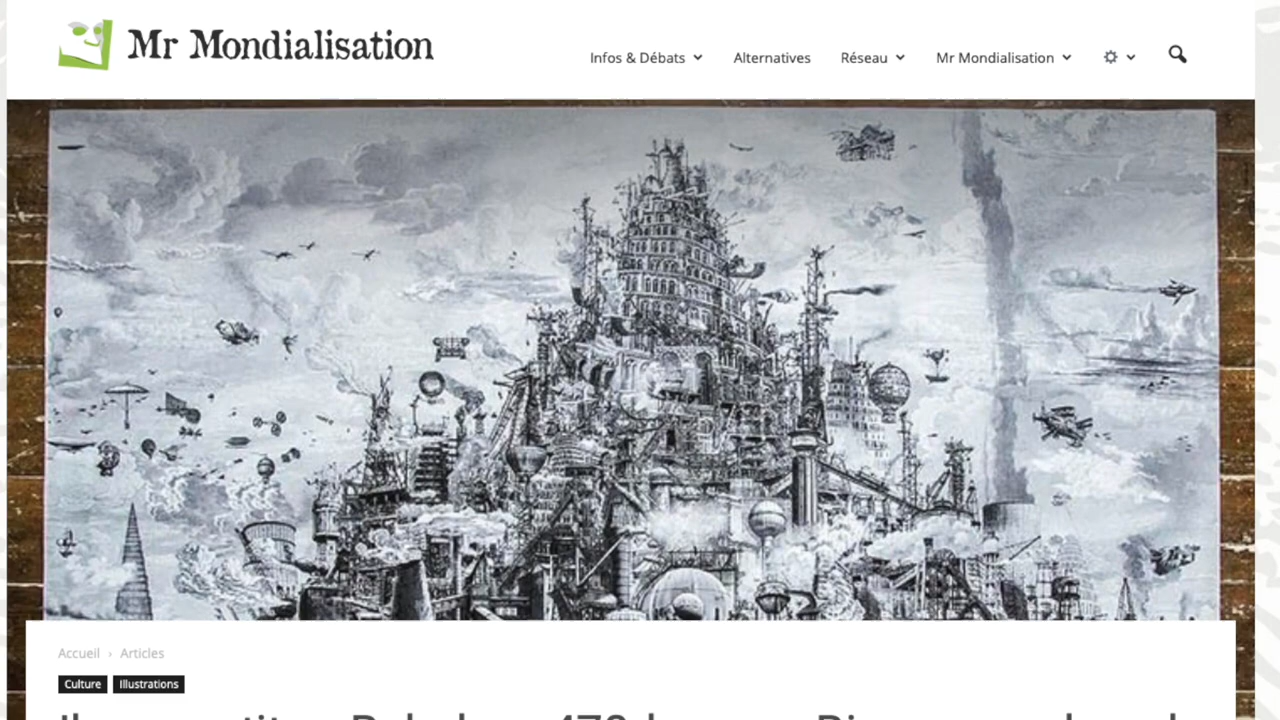 Mr Mondialisation
Infos & Débats Alternatives Réseau Mr Mondialisation
Accueil › Articles
Culture Illustrations